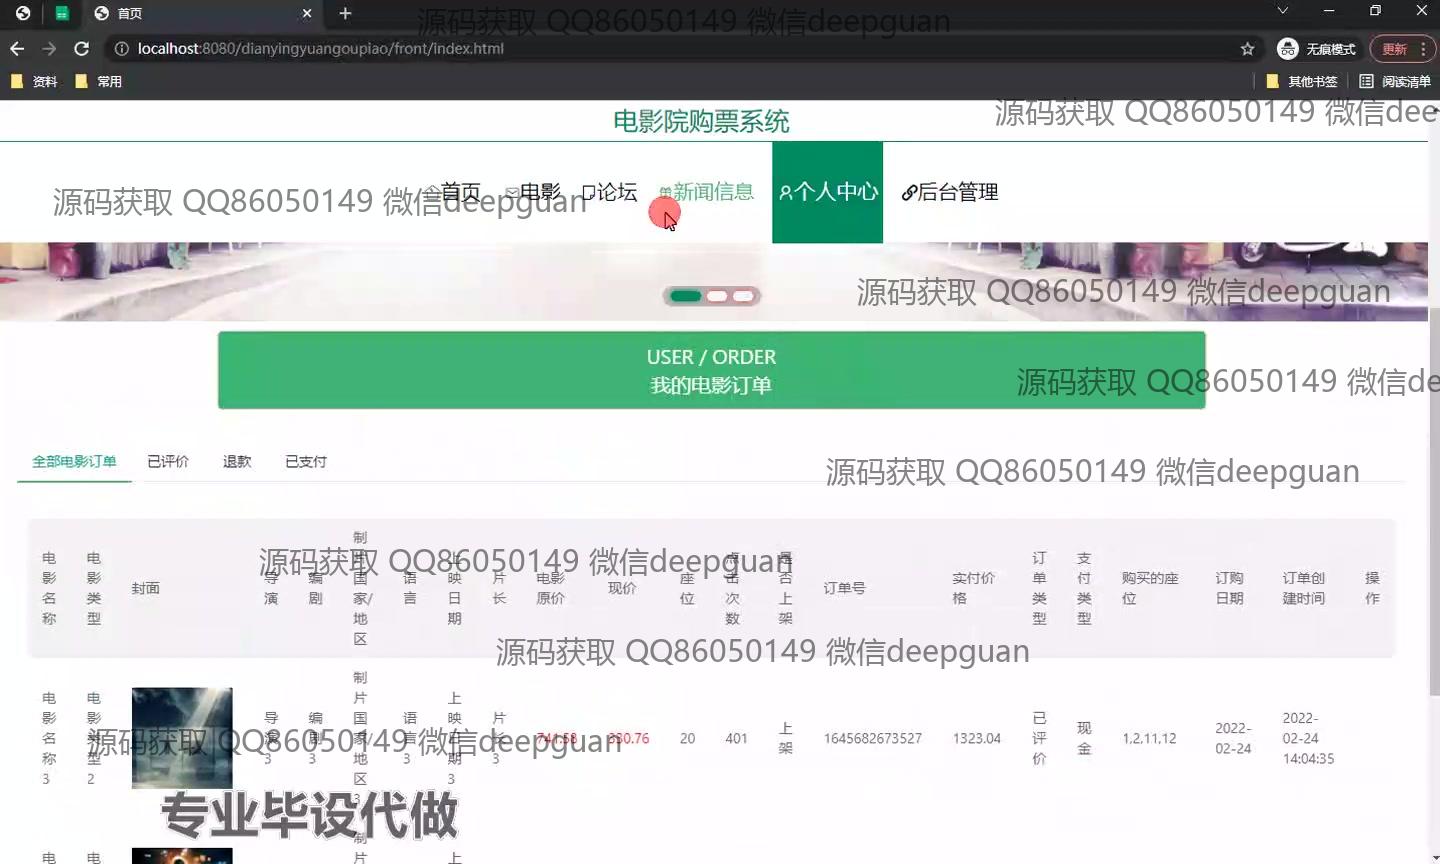 首页
源码获取 QQ86050149 微信deepguan
localhost:8080/dianyingyuangoupiao/front/index.html
无痕模式
更新
资料
常用
其他书签
阅读清单
电影院购票系统
源码获取 QQ86050149 微信dee
首页
电影
论坛
新闻信息
个人中心
后台管理
源码获取 QQ86050149 微信deepguan
源码获取 QQ86050149 微信deepguan
USER / ORDER
我的电影订单
源码获取 QQ86050149 微信de
全部电影订单
已评价
退款
已支付
源码获取 QQ86050149 微信deepguan
电影名称
电影类型
封面
导演
编剧
制片国家/地区
语言
上映日期
片长
电影原价
现价
座位
点击次数
是否上架
订单号
实付价格
订单类型
支付类型
购买的座位
订购日期
订单创建时间
操作
源码获取 QQ86050149 微信deepguan
源码获取 QQ86050149 微信deepguan
电影名称3
电影类型2
导演3
编剧3
制片国家/地区3
语言3
上映日期3
片长3
741.58
330.76
20
401
上架
1645682673527
1323.04
已评价
现金
1,2,11,12
2022-02-24
2022-02-24 14:04:35
源码获取 QQ86050149 微信deepguan
专业毕设代做
电
电
制
片
上